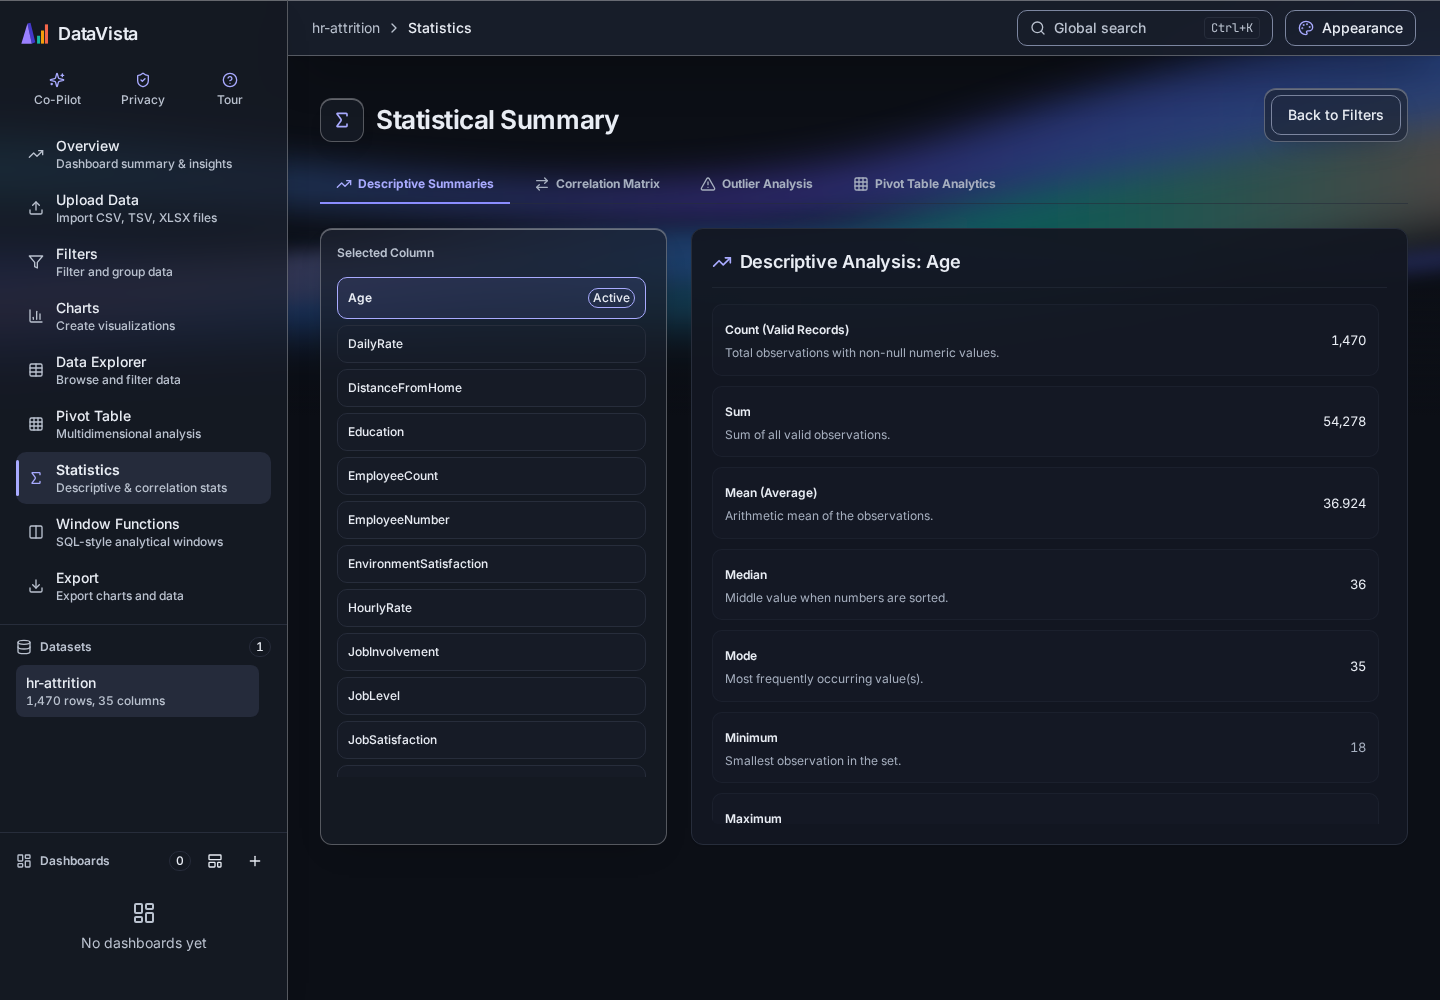 DataVista
Co-Pilot
Privacy
Tour
Overview
Dashboard summary & insights
Upload Data
Import CSV, TSV, XLSX files
Filters
Filter and group data
Charts
Create visualizations
Data Explorer
Browse and filter data
Pivot Table
Multidimensional analysis
Statistics
Descriptive & correlation stats
Window Functions
SQL-style analytical windows
Export
Export charts and data
Datasets 1
hr-attrition
1,470 rows, 35 columns
Dashboards 0
No dashboards yet
hr-attrition > Statistics
Global search Ctrl+K
Appearance
Statistical Summary
Back to Filters
Descriptive Summaries
Correlation Matrix
Outlier Analysis
Pivot Table Analytics
Selected Column
Age Active
DailyRate
DistanceFromHome
Education
EmployeeCount
EmployeeNumber
EnvironmentSatisfaction
HourlyRate
JobInvolvement
JobLevel
JobSatisfaction
Descriptive Analysis: Age
Count (Valid Records)
Total observations with non-null numeric values.
1,470
Sum
Sum of all valid observations.
54,278
Mean (Average)
Arithmetic mean of the observations.
36.924
Median
Middle value when numbers are sorted.
36
Mode
Most frequently occurring value(s).
35
Minimum
Smallest observation in the set.
18
Maximum